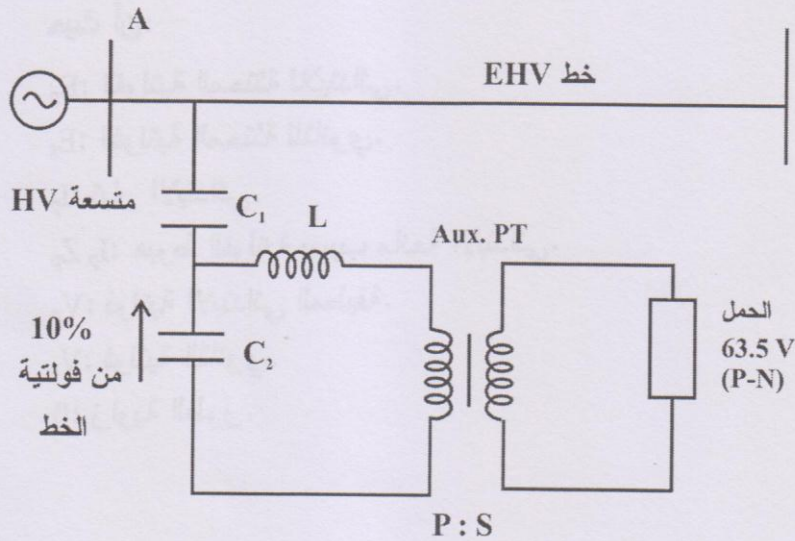 A
خط EHV
متسعة HV
C₁
L
Aux. PT
10%
من فولتية
الخط
C₂
الحمل
63.5 V
(P-N)
P : S